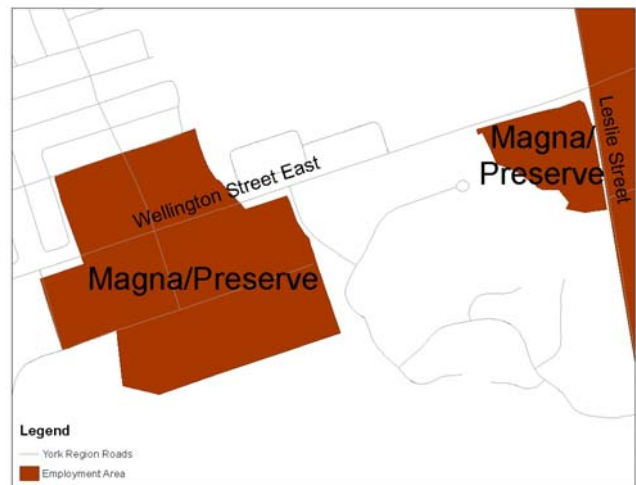 Magna/
Preserve
Leslie Street
Wellington Street East
Magna/Preserve
Legend
York Region Roads
Employment Area